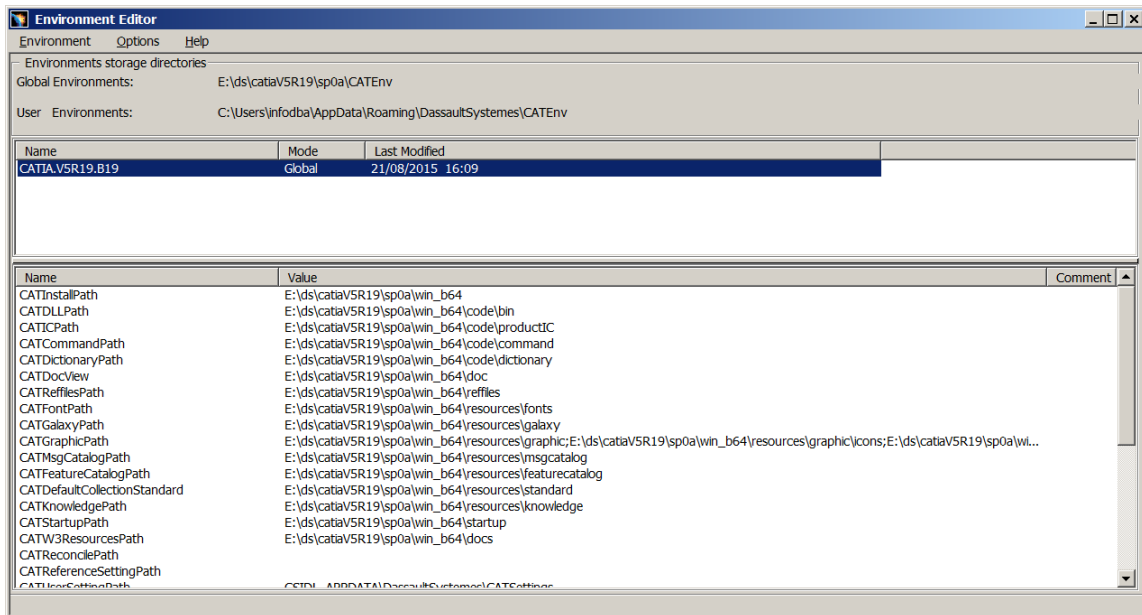 Environment Editor
Environment Options Help
Environments storage directories
Global Environments: E:\ds\catiaV5R19\sp0a\CATEnv
User Environments: C:\Users\infodba\AppData\Roaming\DassaultSystemes\CATEnv
Name Mode Last Modified
CATIA.V5R19.B19 Global 21/08/2015 16:09
Name Value Comment
CATInstallPath E:\ds\catiaV5R19\sp0a\win_b64
CATDLLPath E:\ds\catiaV5R19\sp0a\win_b64\code\bin
CATICPath E:\ds\catiaV5R19\sp0a\win_b64\code\productIC
CATCommandPath E:\ds\catiaV5R19\sp0a\win_b64\code\command
CATDictionaryPath E:\ds\catiaV5R19\sp0a\win_b64\code\dictionary
CATDocView E:\ds\catiaV5R19\sp0a\win_b64\doc
CATReffilesPath E:\ds\catiaV5R19\sp0a\win_b64\reffiles
CATFontPath E:\ds\catiaV5R19\sp0a\win_b64\resources\fonts
CATGalaxyPath E:\ds\catiaV5R19\sp0a\win_b64\resources\galaxy
CATGraphicPath E:\ds\catiaV5R19\sp0a\win_b64\resources\graphic;E:\ds\catiaV5R19\sp0a\win_b64\resources\graphic\icons;E:\ds\catiaV5R19\sp0a\wi...
CATMsgCatalogPath E:\ds\catiaV5R19\sp0a\win_b64\resources\msgcatalog
CATFeatureCatalogPath E:\ds\catiaV5R19\sp0a\win_b64\resources\featurecatalog
CATDefaultCollectionStandard E:\ds\catiaV5R19\sp0a\win_b64\resources\standard
CATKnowledgePath E:\ds\catiaV5R19\sp0a\win_b64\resources\knowledge
CATStartupPath E:\ds\catiaV5R19\sp0a\win_b64\startup
CATW3ResourcesPath E:\ds\catiaV5R19\sp0a\win_b64\docs
CATReconcilePath
CATReferenceSettingPath
CATUserSettingPath CSIDL_APPDATA\DassaultSystemes\CATSettings